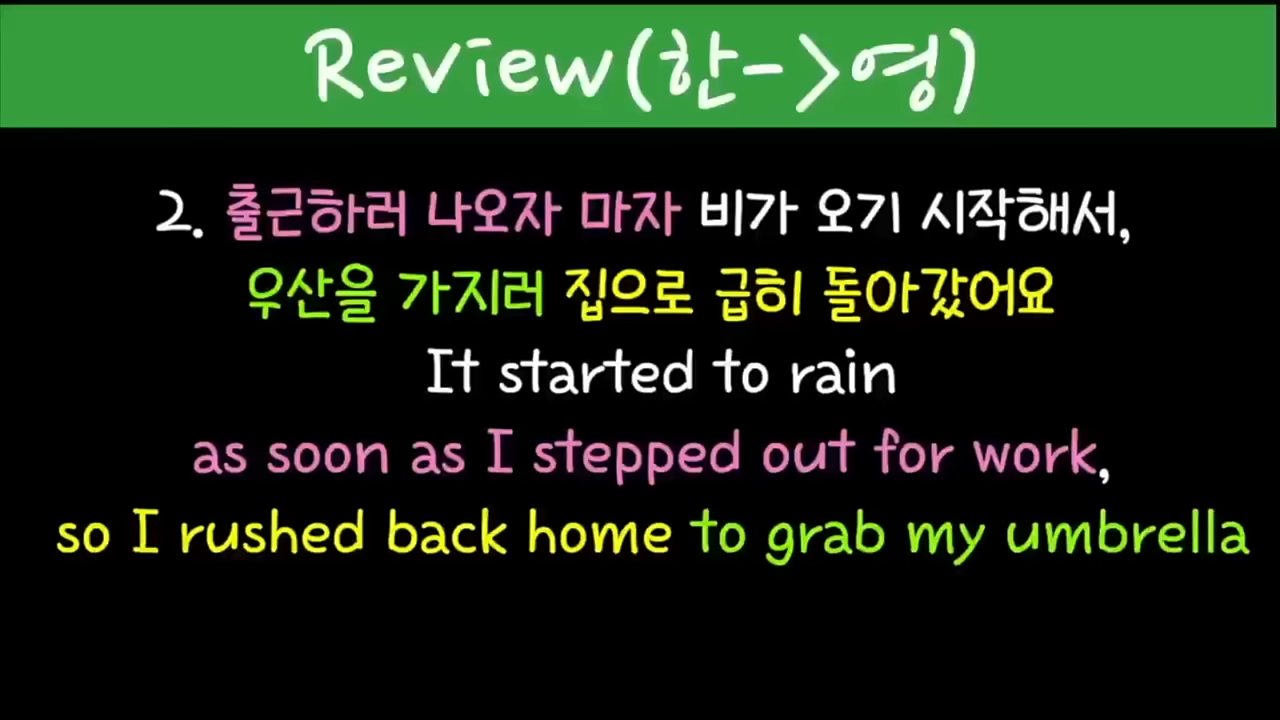 Review(한->영)
2. 출근하러 나오자 마자 비가 오기 시작해서,
우산을 가지러 집으로 급히 돌아갔어요
It started to rain
as soon as I stepped out for work,
so I rushed back home to grab my umbrella